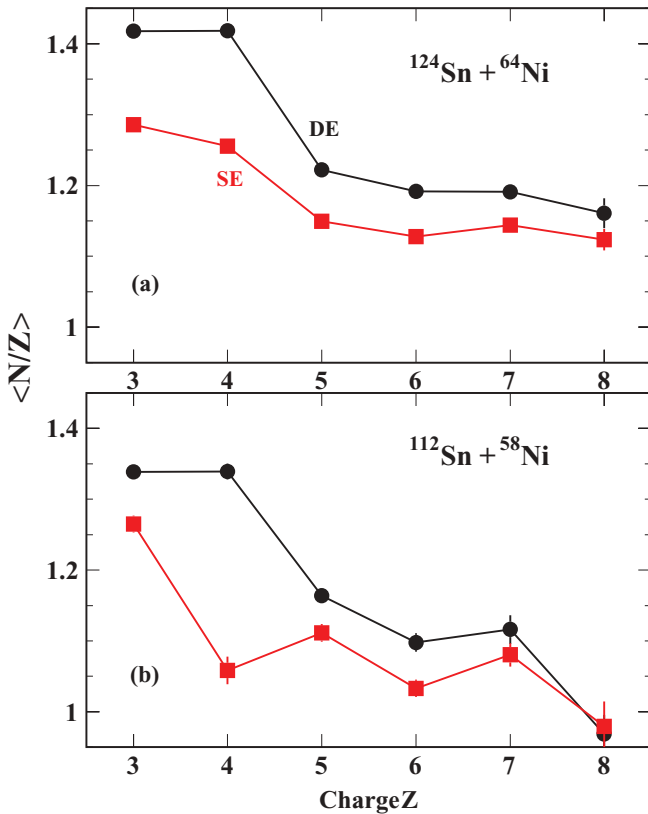 1.4
1.2
1
¹²⁴Sn + ⁶⁴Ni
DE
SE
(a)
3 4 5 6 7 8
<N/Z>
1.4
1.2
1
¹¹²Sn + ⁵⁸Ni
(b)
3 4 5 6 7 8
Charge Z